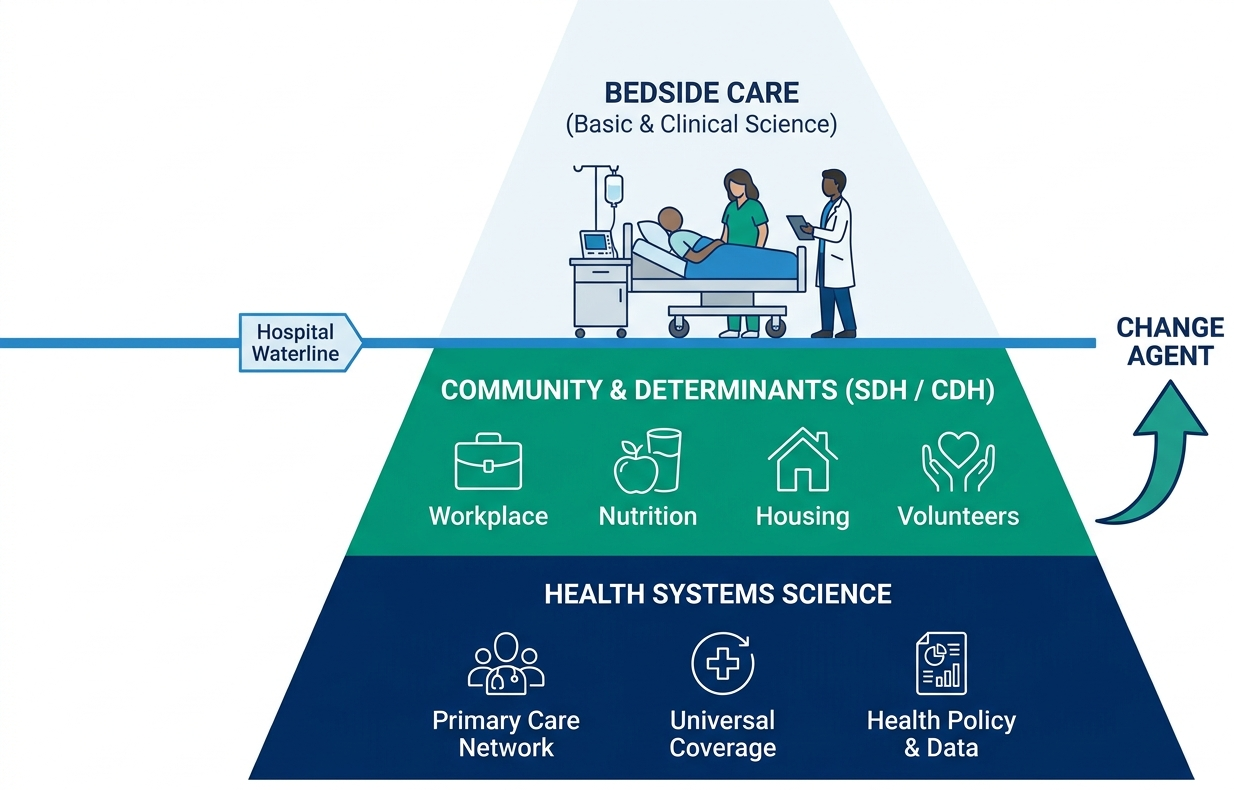 BEDSIDE CARE
(Basic & Clinical Science)
Hospital
Waterline
CHANGE
AGENT
COMMUNITY & DETERMINANTS (SDH / CDH)
Workplace
Nutrition
Housing
Volunteers
HEALTH SYSTEMS SCIENCE
Primary Care
Network
Universal
Coverage
Health Policy
& Data